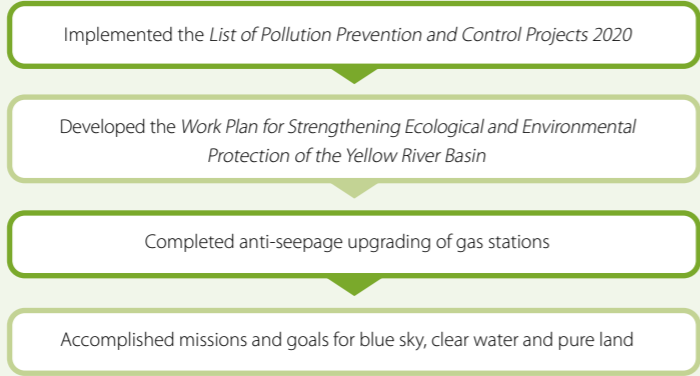 Implemented the List of Pollution Prevention and Control Projects 2020
Developed the Work Plan for Strengthening Ecological and Environmental
Protection of the Yellow River Basin
Completed anti-seepage upgrading of gas stations
Accomplished missions and goals for blue sky, clear water and pure land